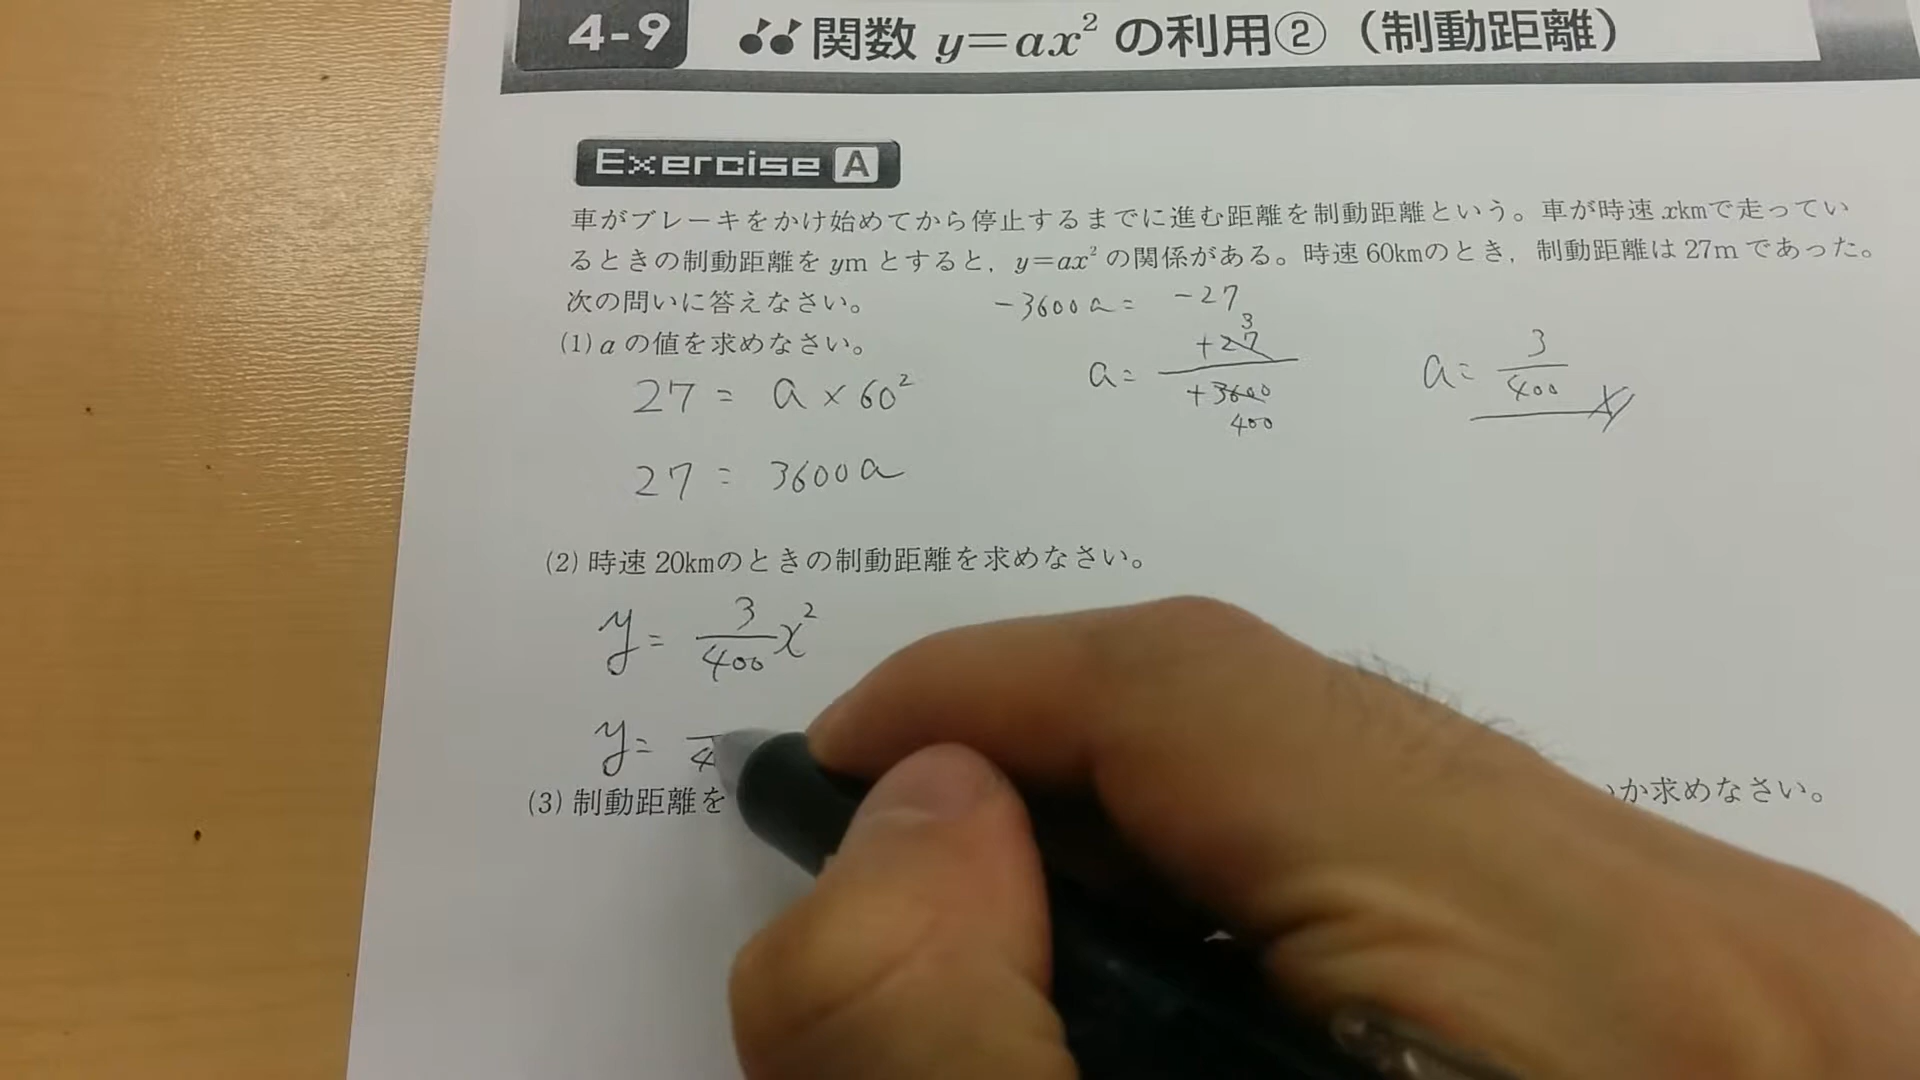 4-9 関数 y=ax² の利用②（制動距離）
Exercise A
車がブレーキをかけ始めてから停止するまでに進む距離を制動距離という。車が時速 xkmで走ってい
るときの制動距離を ym とすると，y=ax² の関係がある。時速 60kmのとき，制動距離は 27m であった。
次の問いに答えなさい。
-3600a = -27
(1) a の値を求めなさい。
27 = a × 60²
a = +27/+3600
3
400
a = 3/400
27 = 3600a
(2) 時速 20kmのときの制動距離を求めなさい。
y = 3/400 x²
y = 4
(3) 制動距離を
か求めなさい。